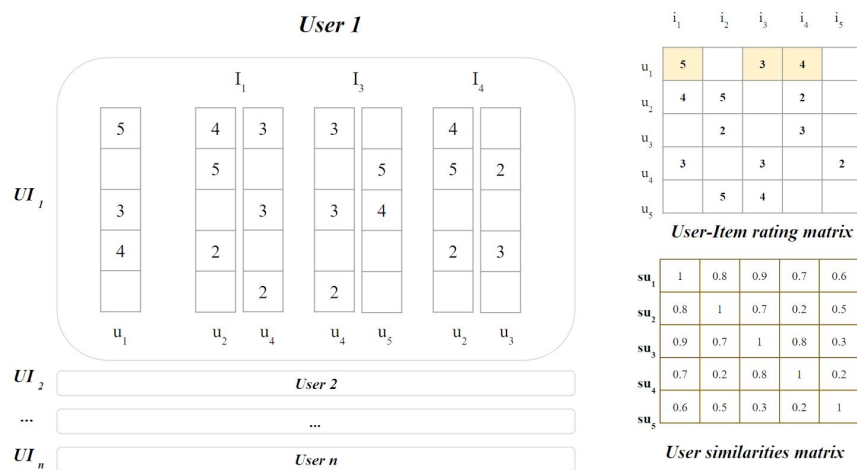 User 1
I1 I3 I4
5 4 3 3 4
5 5 5 2
3 3 3 4
4 2 2 3
2 2
UI1
u1 u2 u4 u4 u5 u2 u3
UI2 User 2
... ...
UIn User n
i1 i2 i3 i4 i5
u1 5 3 4
u2 4 5 2
u3 2 3
u4 3 3 2
u5 5 4
User-Item rating matrix
su1 1 0.8 0.9 0.7 0.6
su2 0.8 1 0.7 0.2 0.5
su3 0.9 0.7 1 0.8 0.3
su4 0.7 0.2 0.8 1 0.2
su5 0.6 0.5 0.3 0.2 1
User similarities matrix